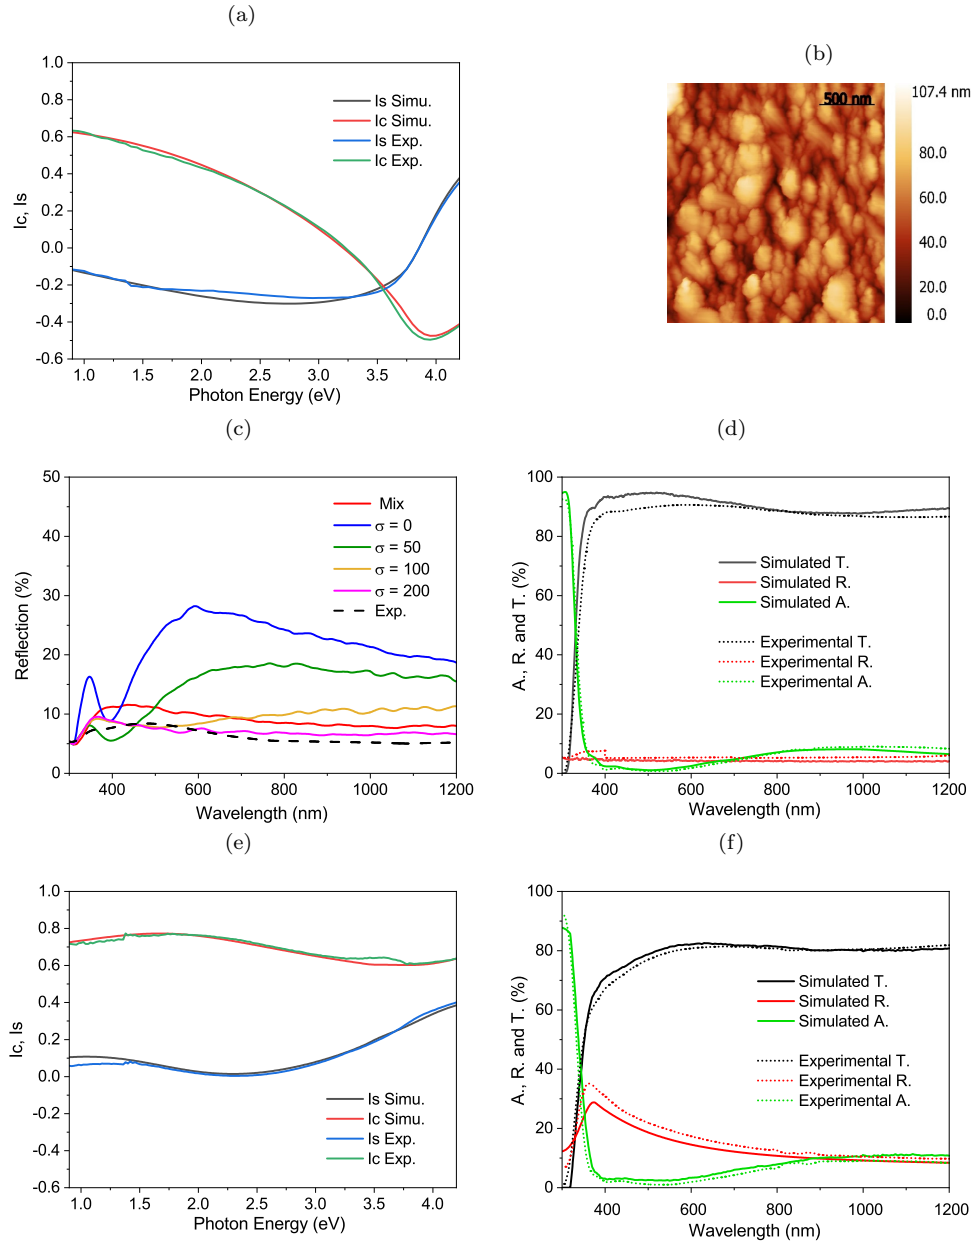 (a)
1.0
0.8
0.6
0.4
0.2
0.0
-0.2
-0.4
-0.6
Ic, Is
Is Simu.
Ic Simu.
Is Exp.
Ic Exp.
1.0 1.5 2.0 2.5 3.0 3.5 4.0
Photon Energy (eV)
(b)
500 nm
107.4 nm
80.0
60.0
40.0
20.0
0.0
(c)
50
40
30
20
10
0
Reflection (%)
Mix
σ = 0
σ = 50
σ = 100
σ = 200
Exp.
400 600 800 1000 1200
Wavelength (nm)
(d)
100
80
60
40
20
0
A., R. and T. (%)
Simulated T.
Simulated R.
Simulated A.
Experimental T.
Experimental R.
Experimental A.
400 600 800 1000 1200
Wavelength (nm)
(e)
1.0
0.8
0.6
0.4
0.2
0.0
-0.2
-0.4
-0.6
Ic, Is
Is Simu.
Ic Simu.
Is Exp.
Ic Exp.
1.0 1.5 2.0 2.5 3.0 3.5 4.0
Photon Energy (eV)
(f)
100
80
60
40
20
0
A., R. and T. (%)
Simulated T.
Simulated R.
Simulated A.
Experimental T.
Experimental R.
Experimental A.
400 600 800 1000 1200
Wavelength (nm)